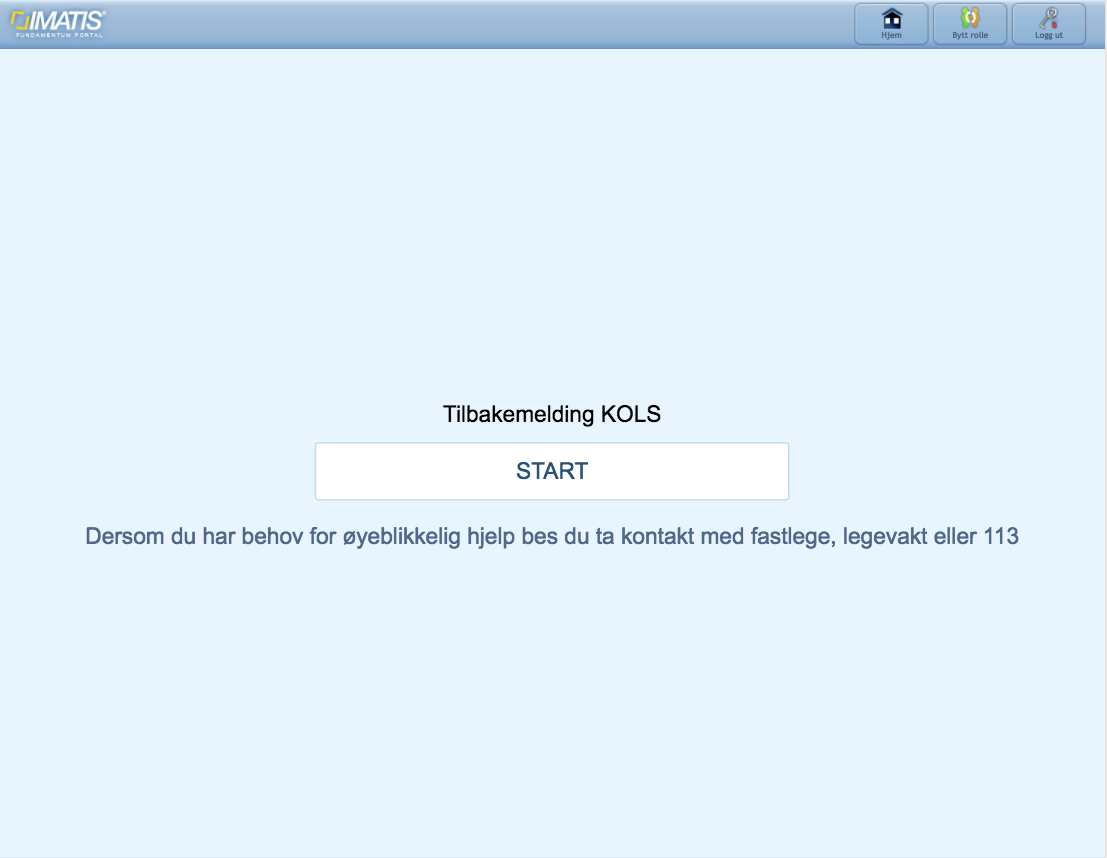 IMATIS®
FUNDAMENTUM PORTAL
Hjem
Bytt rolle
Logg ut
Tilbakemelding KOLS
START
Dersom du har behov for øyeblikkelig hjelp bes du ta kontakt med fastlege, legevakt eller 113